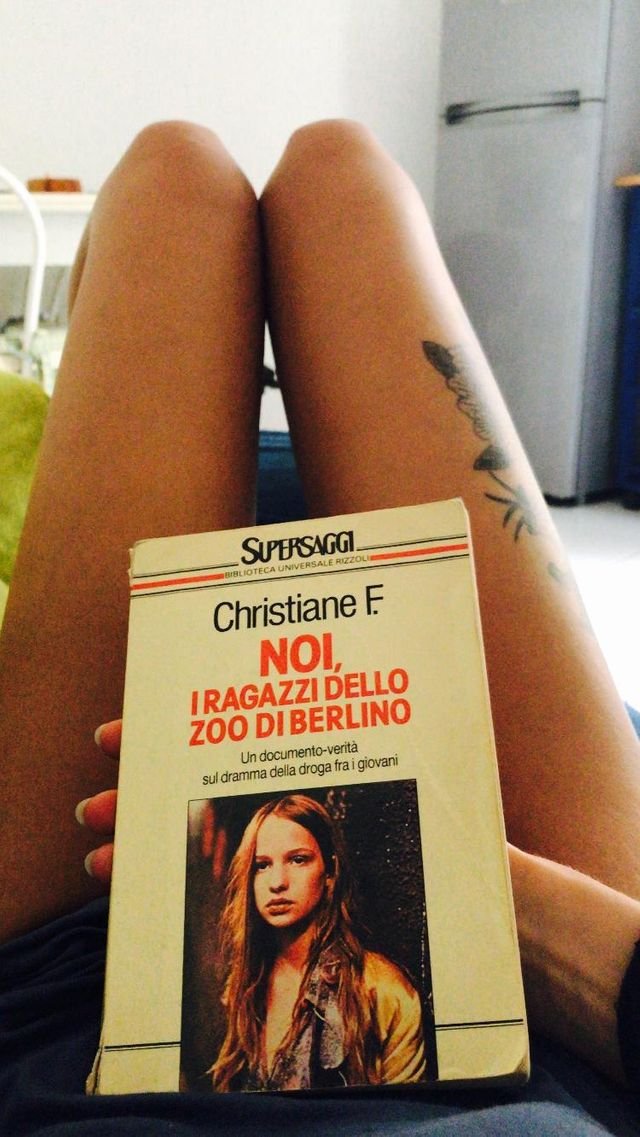 SUPERSAGGI
BIBLIOTECA UNIVERSALE RIZZOLI
Christiane F.
NOI,
I RAGAZZI DELLO
ZOO DI BERLINO
Un documento-verità
sul dramma della droga fra i giovani